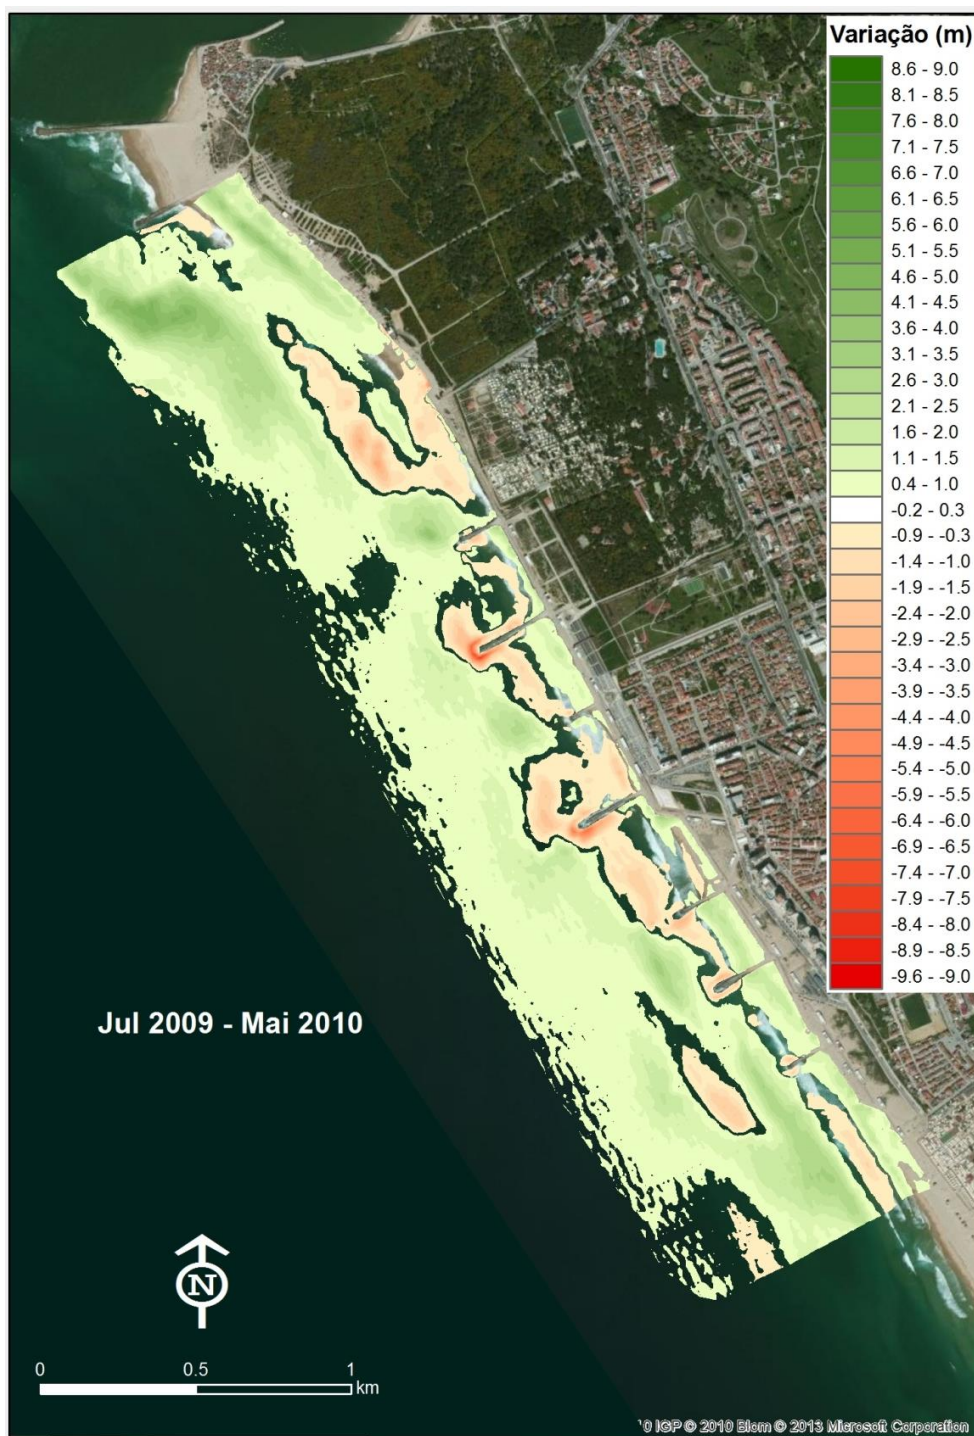 Variação (m)
8.6 - 9.0
8.1 - 8.5
7.6 - 8.0
7.1 - 7.5
6.6 - 7.0
6.1 - 6.5
5.6 - 6.0
5.1 - 5.5
4.6 - 5.0
4.1 - 4.5
3.6 - 4.0
3.1 - 3.5
2.6 - 3.0
2.1 - 2.5
1.6 - 2.0
1.1 - 1.5
0.4 - 1.0
-0.2 - 0.3
-0.9 - -0.3
-1.4 - -1.0
-1.9 - -1.5
-2.4 - -2.0
-2.9 - -2.5
-3.4 - -3.0
-3.9 - -3.5
-4.4 - -4.0
-4.9 - -4.5
-5.4 - -5.0
-5.9 - -5.5
-6.4 - -6.0
-6.9 - -6.5
-7.4 - -7.0
-7.9 - -7.5
-8.4 - -8.0
-8.9 - -8.5
-9.6 - -9.0
Jul 2009 - Mai 2010
N
0 0.5 1
km
0 IGP © 2010 Blom © 2013 Microsoft Corporation